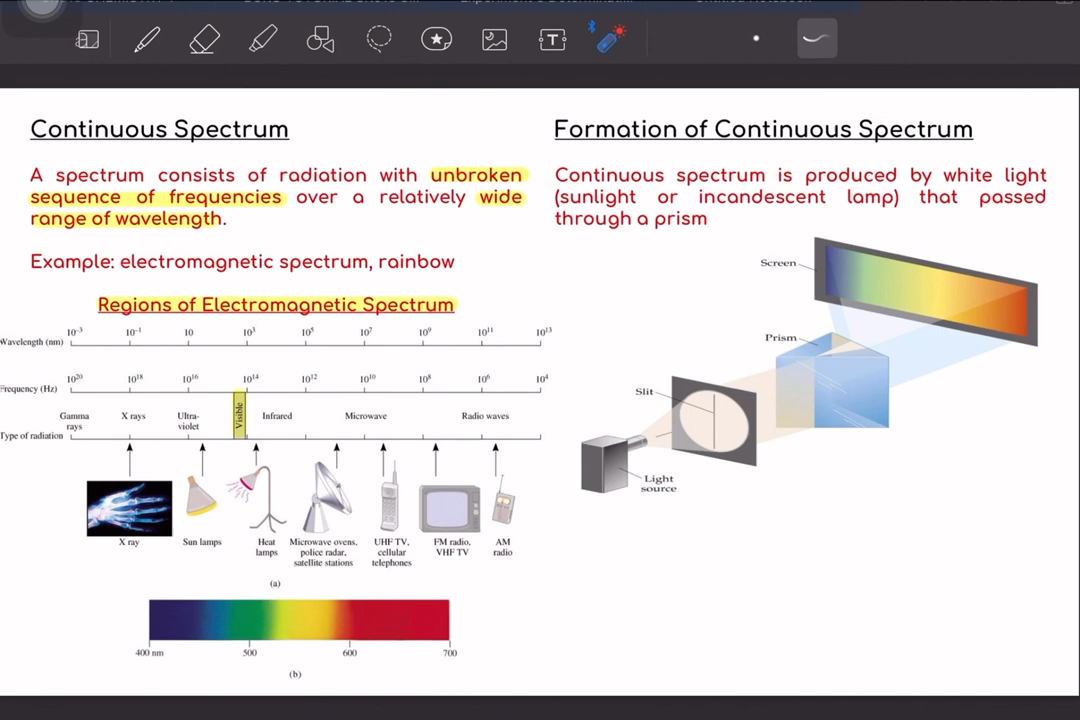 Continuous Spectrum
A spectrum consists of radiation with unbroken
sequence of frequencies over a relatively wide
range of wavelength.
Example: electromagnetic spectrum, rainbow
Regions of Electromagnetic Spectrum
10⁻³ 10⁻¹ 10 10³ 10⁵ 10⁷ 10⁹ 10¹¹ 10¹³
Wavelength (nm)
10²⁰ 10¹⁸ 10¹⁶ 10¹⁴ 10¹² 10¹⁰ 10⁸ 10⁶ 10⁴
Frequency (Hz)
Gamma
rays
X rays
Ultra-
violet
Visible
Infrared
Microwave
Radio waves
Type of radiation
X ray
Sun lamps
Heat
lamps
Microwave ovens,
police radar,
satellite stations
UHF TV,
cellular
telephones
FM radio,
VHF TV
AM
radio
(a)
400 nm 500 600 700
(b)
Formation of Continuous Spectrum
Continuous spectrum is produced by white light
(sunlight or incandescent lamp) that passed
through a prism
Screen
Prism
Slit
Light
source
T